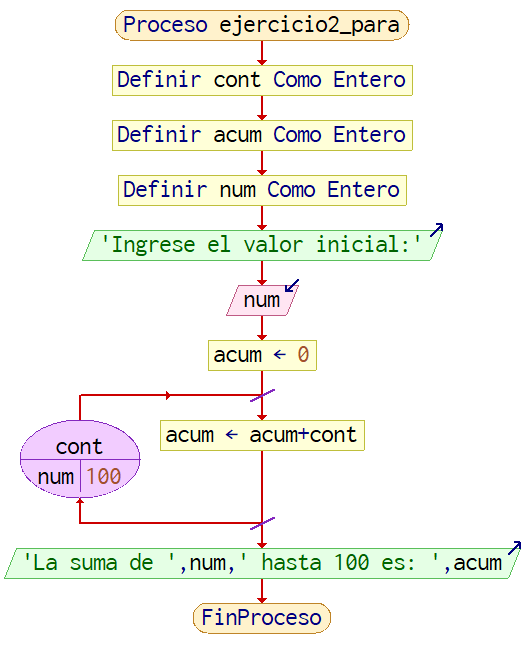 Proceso ejercicio2_para
Definir cont Como Entero
Definir acum Como Entero
Definir num Como Entero
'Ingrese el valor inicial:'
num
acum ← 0
acum ← acum+cont
cont
num 100
'La suma de ',num,' hasta 100 es: ',acum
FinProceso